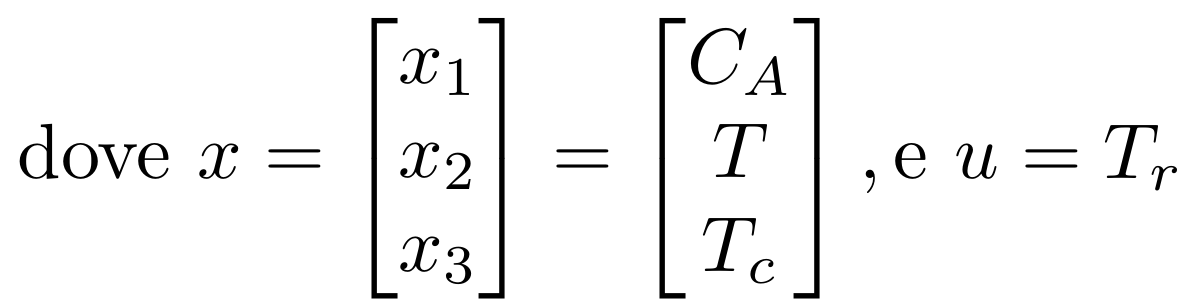 dove x = [x₁ x₂ x₃] = [C_A T T_c] , e u = T_r